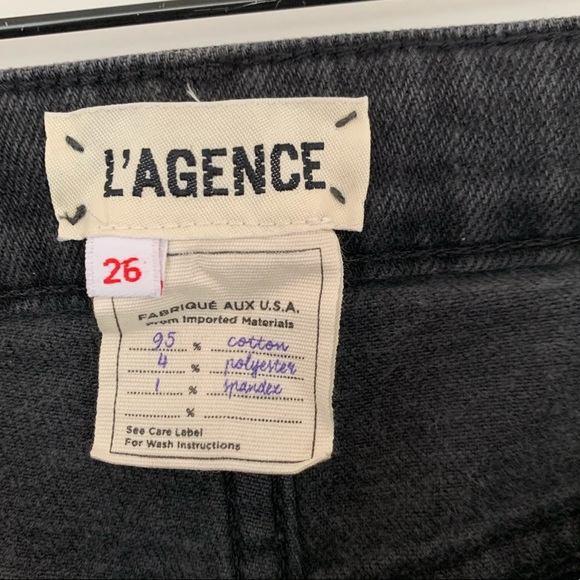 L'AGENCE
26
FABRIQUÉ AUX U.S.A.
From Imported Materials
95 % cotton
4 % polyester
1 % spandex
%
See Care Label
For Wash Instructions